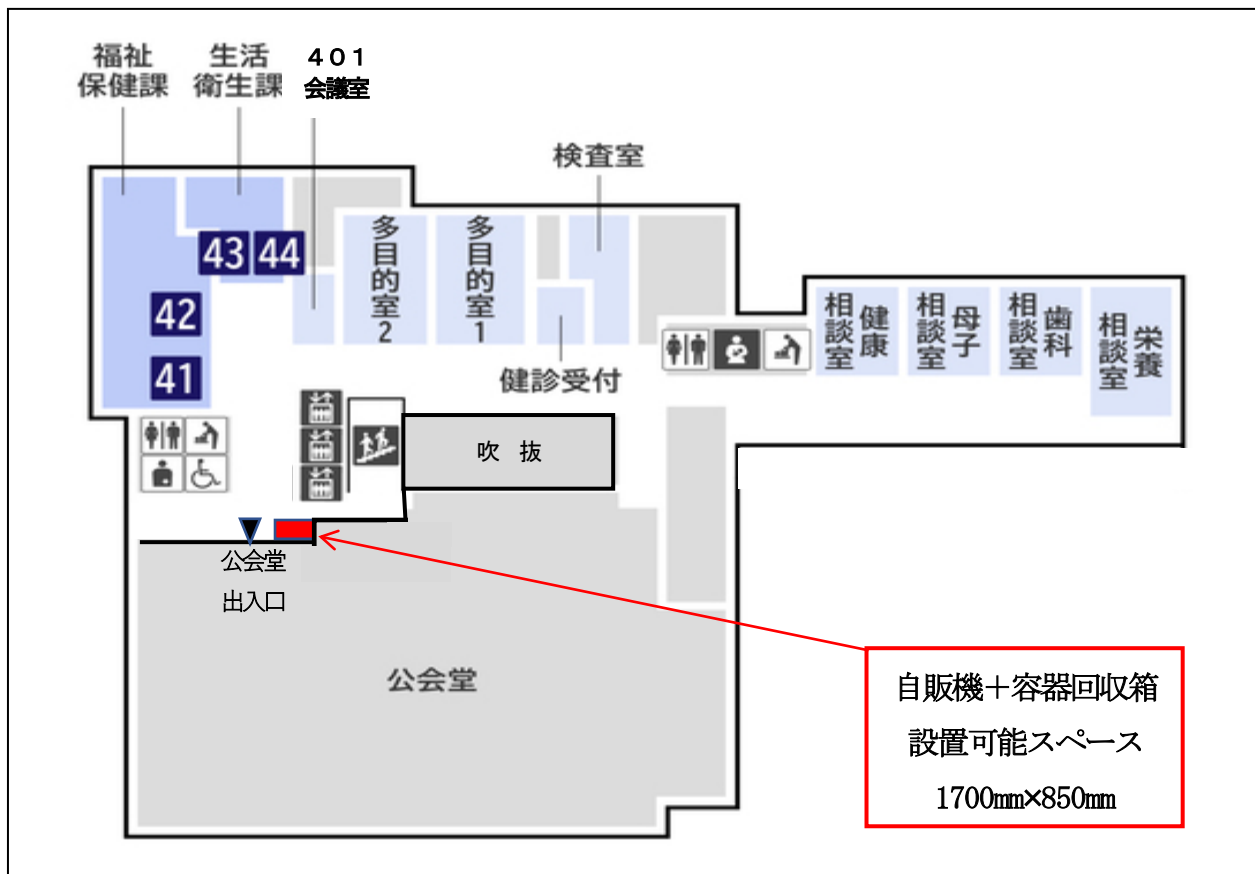 福祉
保健課
生活
衛生課
４０１
会議室
検査室
43
44
42
41
多目的室2
多目的室1
健診受付
健康
相談室
母子
相談室
歯科
相談室
栄養
相談室
吹 抜
公会堂
出入口
公会堂
自販機＋容器回収箱
設置可能スペース
1700㎜×850㎜